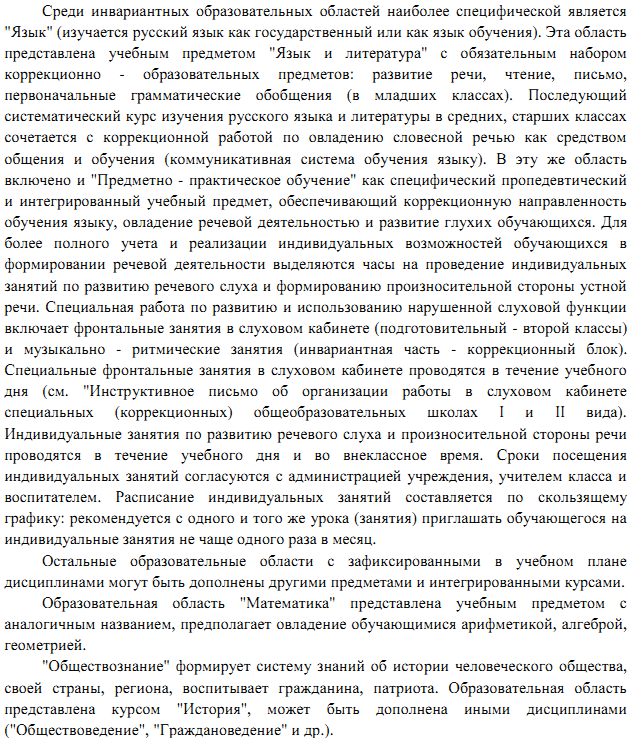 Среди инвариантных образовательных областей наиболее специфической является
"Язык" (изучается русский язык как государственный или как язык обучения). Эта область
представлена учебным предметом "Язык и литература" с обязательным набором
коррекционно - образовательных предметов: развитие речи, чтение, письмо,
первоначальные грамматические обобщения (в младших классах). Последующий
систематический курс изучения русского языка и литературы в средних, старших классах
сочетается с коррекционной работой по овладению словесной речью как средством
общения и обучения (коммуникативная система обучения языку). В эту же область
включено и "Предметно - практическое обучение" как специфический пропедевтический
и интегрированный учебный предмет, обеспечивающий коррекционную направленность
обучения языку, овладение речевой деятельностью и развитие глухих обучающихся. Для
более полного учета и реализации индивидуальных возможностей обучающихся в
формировании речевой деятельности выделяются часы на проведение индивидуальных
занятий по развитию речевого слуха и формированию произносительной стороны устной
речи. Специальная работа по развитию и использованию нарушенной слуховой функции
включает фронтальные занятия в слуховом кабинете (подготовительный - второй классы)
и музыкально - ритмические занятия (инвариантная часть - коррекционный блок).
Специальные фронтальные занятия в слуховом кабинете проводятся в течение учебного
дня (см. "Инструктивное письмо об организации работы в слуховом кабинете
специальных (коррекционных) общеобразовательных школах I и II вида).
Индивидуальные занятия по развитию речевого слуха и произносительной стороны речи
проводятся в течение учебного дня и во внеклассное время. Сроки посещения
индивидуальных занятий согласуются с администрацией учреждения, учителем класса и
воспитателем. Расписание индивидуальных занятий составляется по скользящему
графику: рекомендуется с одного и того же урока (занятия) приглашать обучающегося на
индивидуальные занятия не чаще одного раза в месяц.
Остальные образовательные области с зафиксированными в учебном плане
дисциплинами могут быть дополнены другими предметами и интегрированными курсами.
Образовательная область "Математика" представлена учебным предметом с
аналогичным названием, предполагает овладение обучающимися арифметикой, алгеброй,
геометрией.
"Обществознание" формирует систему знаний об истории человеческого общества,
своей страны, региона, воспитывает гражданина, патриота. Образовательная область
представлена курсом "История", может быть дополнена иными дисциплинами
("Обществоведение", "Граждановедение" и др.).